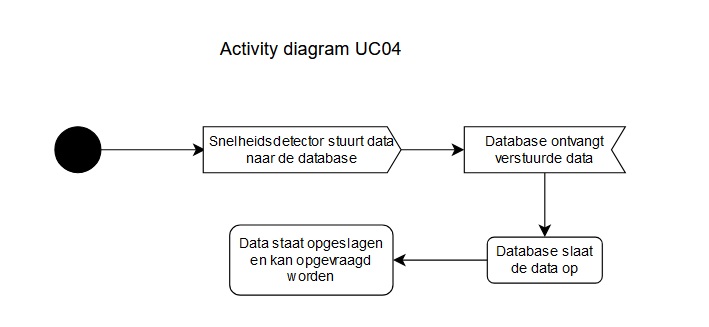 Activity diagram UC04
Snelheidsdetector stuurt data
naar de database
Database ontvangt
verstuurde data
Database slaat
de data op
Data staat opgeslagen
en kan opgevraagd
worden